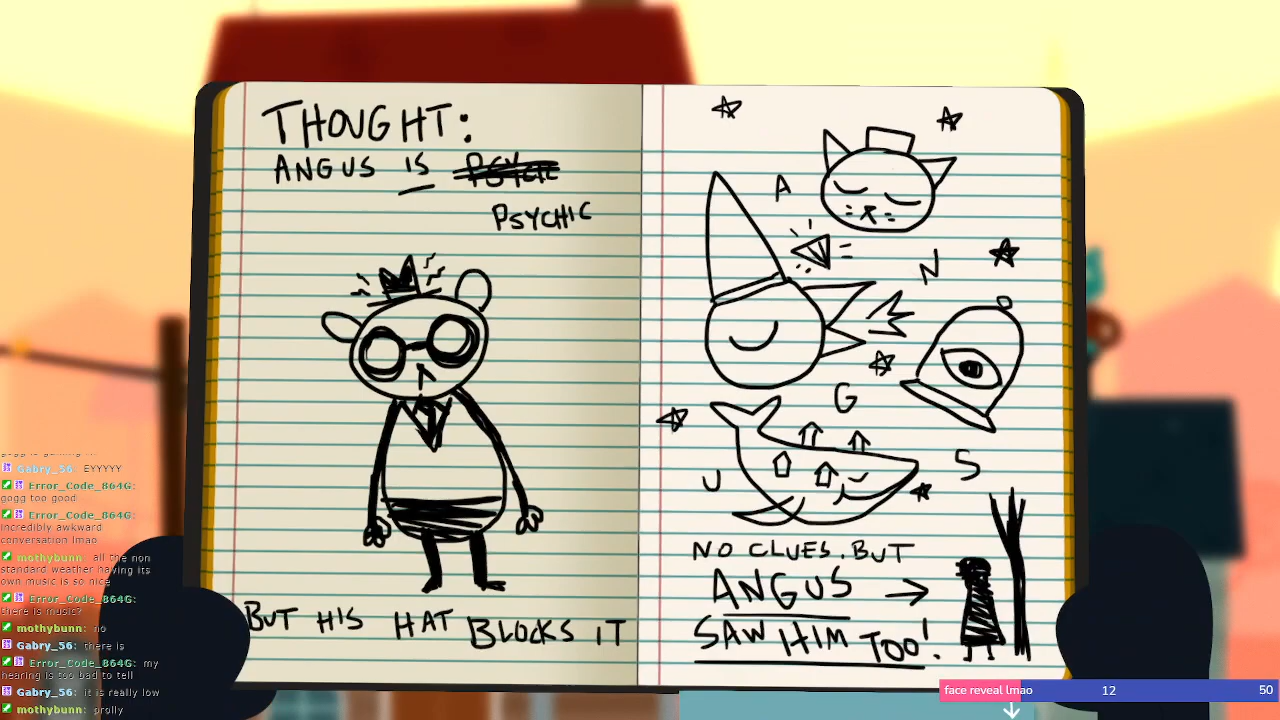 THOUGHT:
ANGUS IS
PSYCHIC
BUT HIS HAT BLOCKS IT
A
N
G
U
S
NO CLUES. BUT
ANGUS →
SAW HIM TOO!
Gabry_56: EYYYYY
Error_Code_864G:
gogg too good
Error_Code_864G:
incredibly awkward
conversation lmao
mothybunn: all the non
standard weather having its
own music is so nice
Error_Code_864G:
there is music?
mothybunn: no
Gabry_56: there is
Error_Code_864G: my
hearing is too bad to tell
Gabry_56: it is really low
mothybunn: prolly
face reveal lmao 12 50